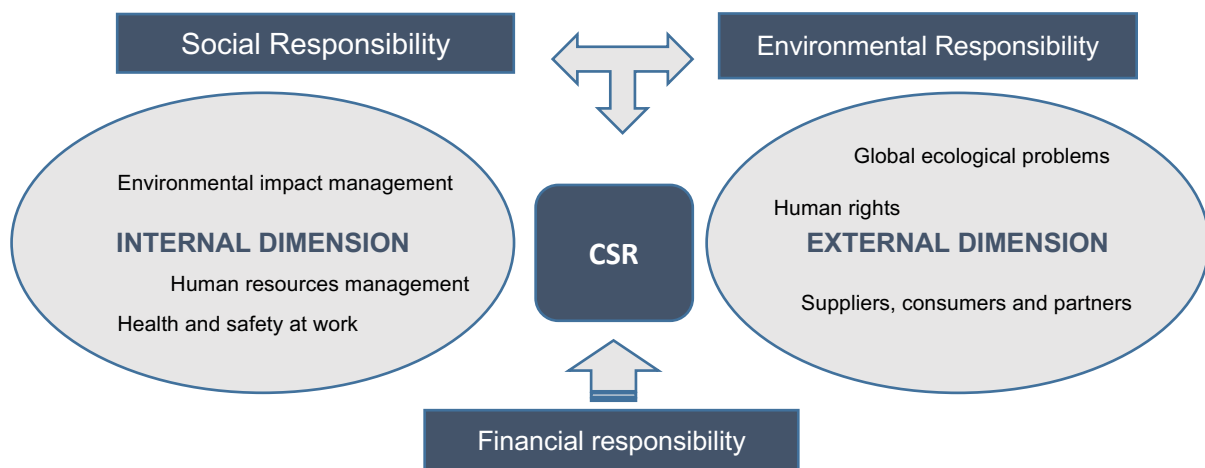 Social Responsibility
Environmental Responsibility
Environmental impact management
INTERNAL DIMENSION
Human resources management
Health and safety at work
CSR
Global ecological problems
Human rights
EXTERNAL DIMENSION
Suppliers, consumers and partners
Financial responsibility